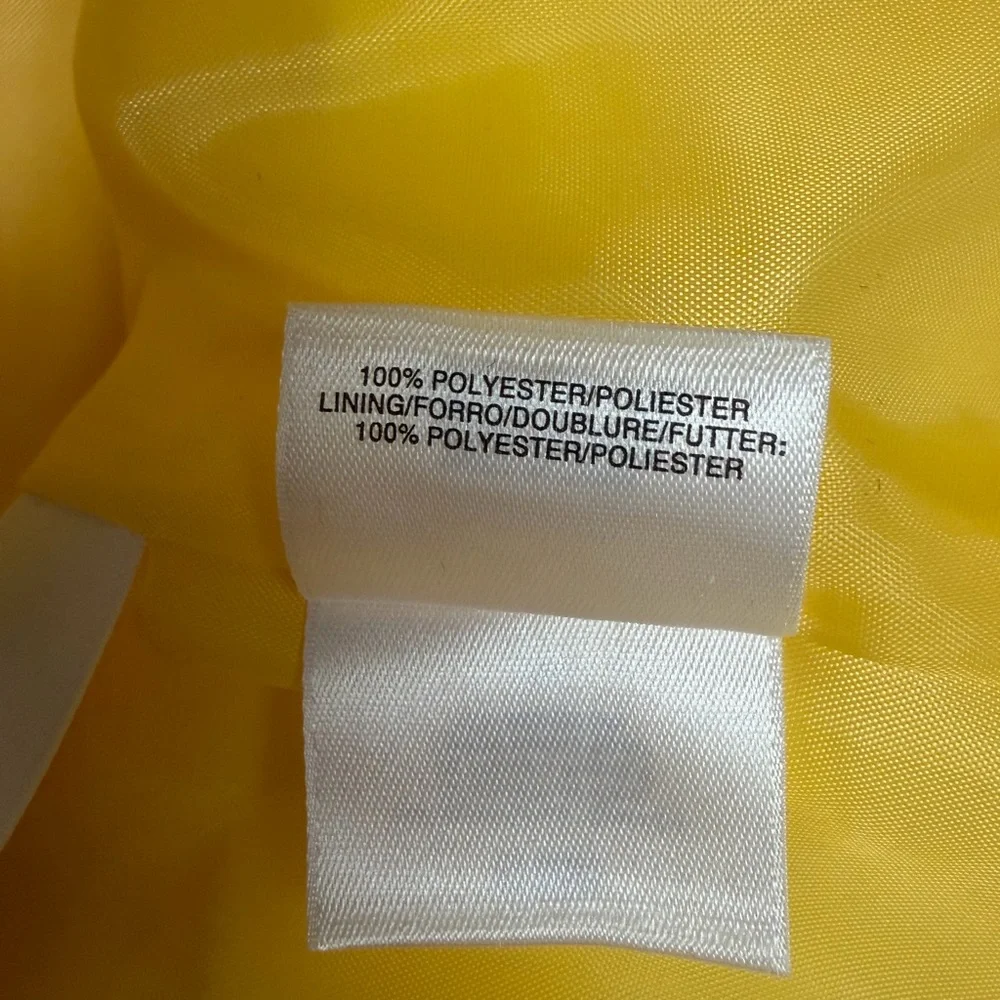 100% POLYESTER/POLIESTER
LINING/FORRO/DOUBLURE/FUTTER:
100% POLYESTER/POLIESTER